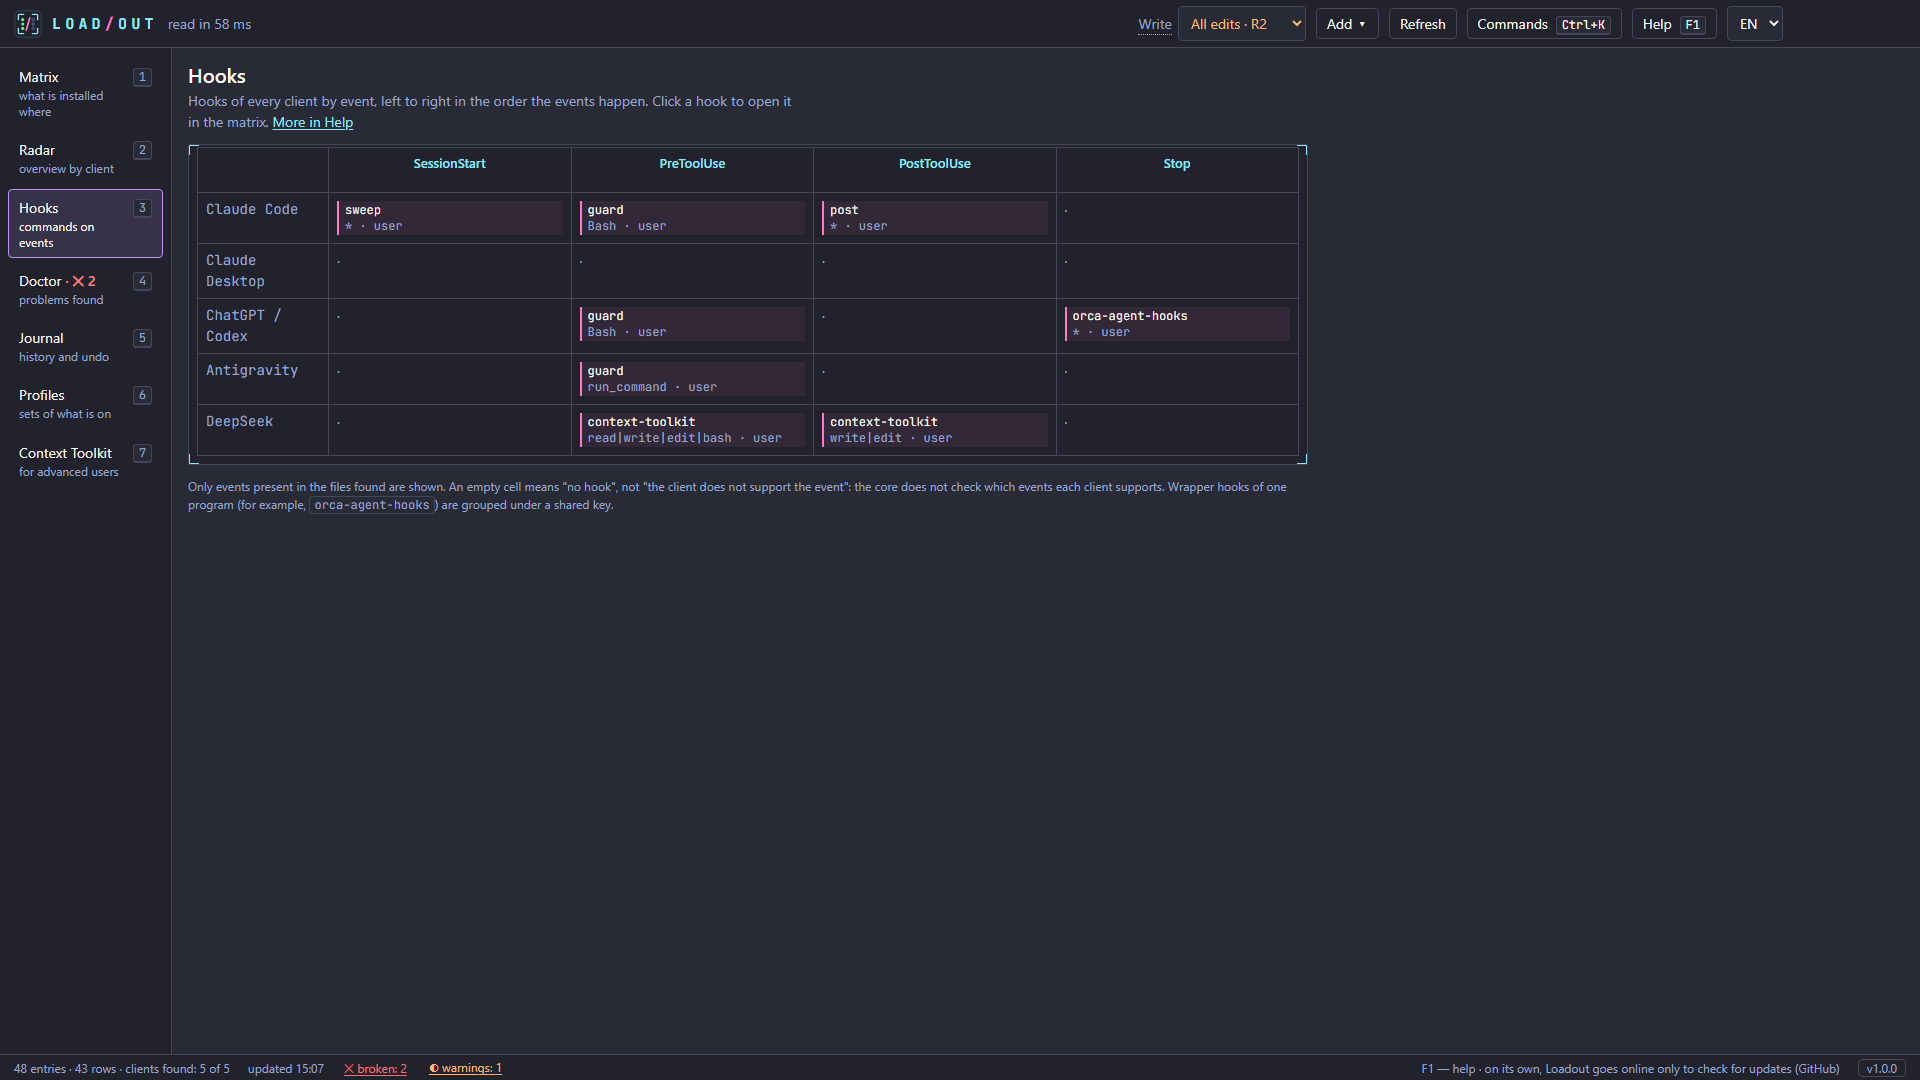 LOAD/OUT read in 58 ms
Write All edits · R2 Add ▾ Refresh Commands Ctrl+K Help F1 EN
Matrix 1
what is installed
where
Radar 2
overview by client
Hooks 3
commands on
events
Doctor · ✕ 2 4
problems found
Journal 5
history and undo
Profiles 6
sets of what is on
Context Toolkit 7
for advanced users
Hooks
Hooks of every client by event, left to right in the order the events happen. Click a hook to open it
in the matrix. More in Help
SessionStart PreToolUse PostToolUse Stop
Claude Code
sweep
* · user
guard
Bash · user
post
* · user
·
Claude
Desktop
· · · ·
ChatGPT /
Codex
·
guard
Bash · user
·
orca-agent-hooks
* · user
Antigravity
·
guard
run_command · user
· ·
DeepSeek
·
context-toolkit
read|write|edit|bash · user
context-toolkit
write|edit · user
·
Only events present in the files found are shown. An empty cell means "no hook", not "the client does not support the event": the core does not check which events each client supports. Wrapper hooks of one
program (for example, orca-agent-hooks) are grouped under a shared key.
48 entries · 43 rows · clients found: 5 of 5 updated 15:07 ✕ broken: 2 ◐ warnings: 1
F1 — help · on its own, Loadout goes online only to check for updates (GitHub) v1.0.0